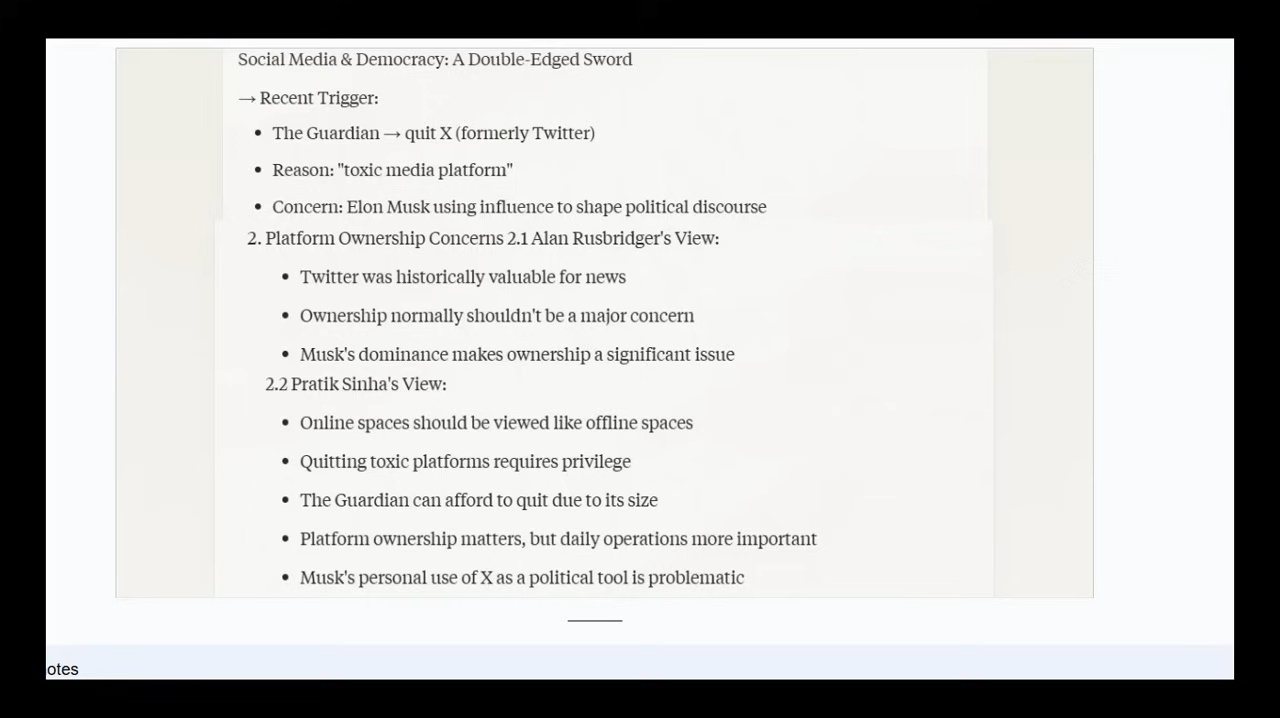 Social Media & Democracy: A Double-Edged Sword
→ Recent Trigger:
• The Guardian → quit X (formerly Twitter)
• Reason: "toxic media platform"
• Concern: Elon Musk using influence to shape political discourse
2. Platform Ownership Concerns 2.1 Alan Rusbridger's View:
• Twitter was historically valuable for news
• Ownership normally shouldn't be a major concern
• Musk's dominance makes ownership a significant issue
2.2 Pratik Sinha's View:
• Online spaces should be viewed like offline spaces
• Quitting toxic platforms requires privilege
• The Guardian can afford to quit due to its size
• Platform ownership matters, but daily operations more important
• Musk's personal use of X as a political tool is problematic
otes